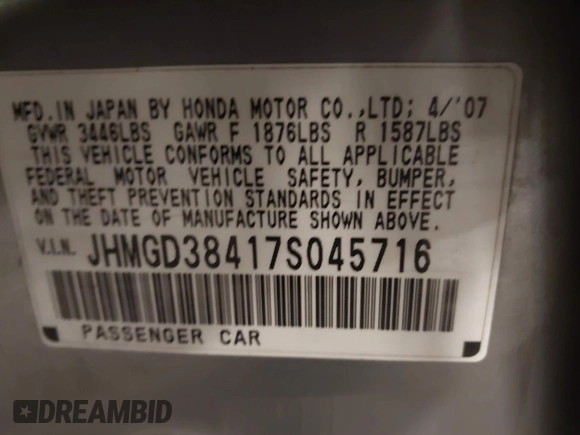 MFD. IN JAPAN BY HONDA MOTOR CO., LTD; 4/'07
GVWR 3446LBS GAWR F 1876LBS R 1587LBS
THIS VEHICLE CONFORMS TO ALL APPLICABLE
FEDERAL MOTOR VEHICLE SAFETY, BUMPER,
AND THEFT PREVENTION STANDARDS IN EFFECT
ON THE DATE OF MANUFACTURE SHOWN ABOVE.
V.I.N. JHMGD38417S045716
PASSENGER CAR
DREAMBID